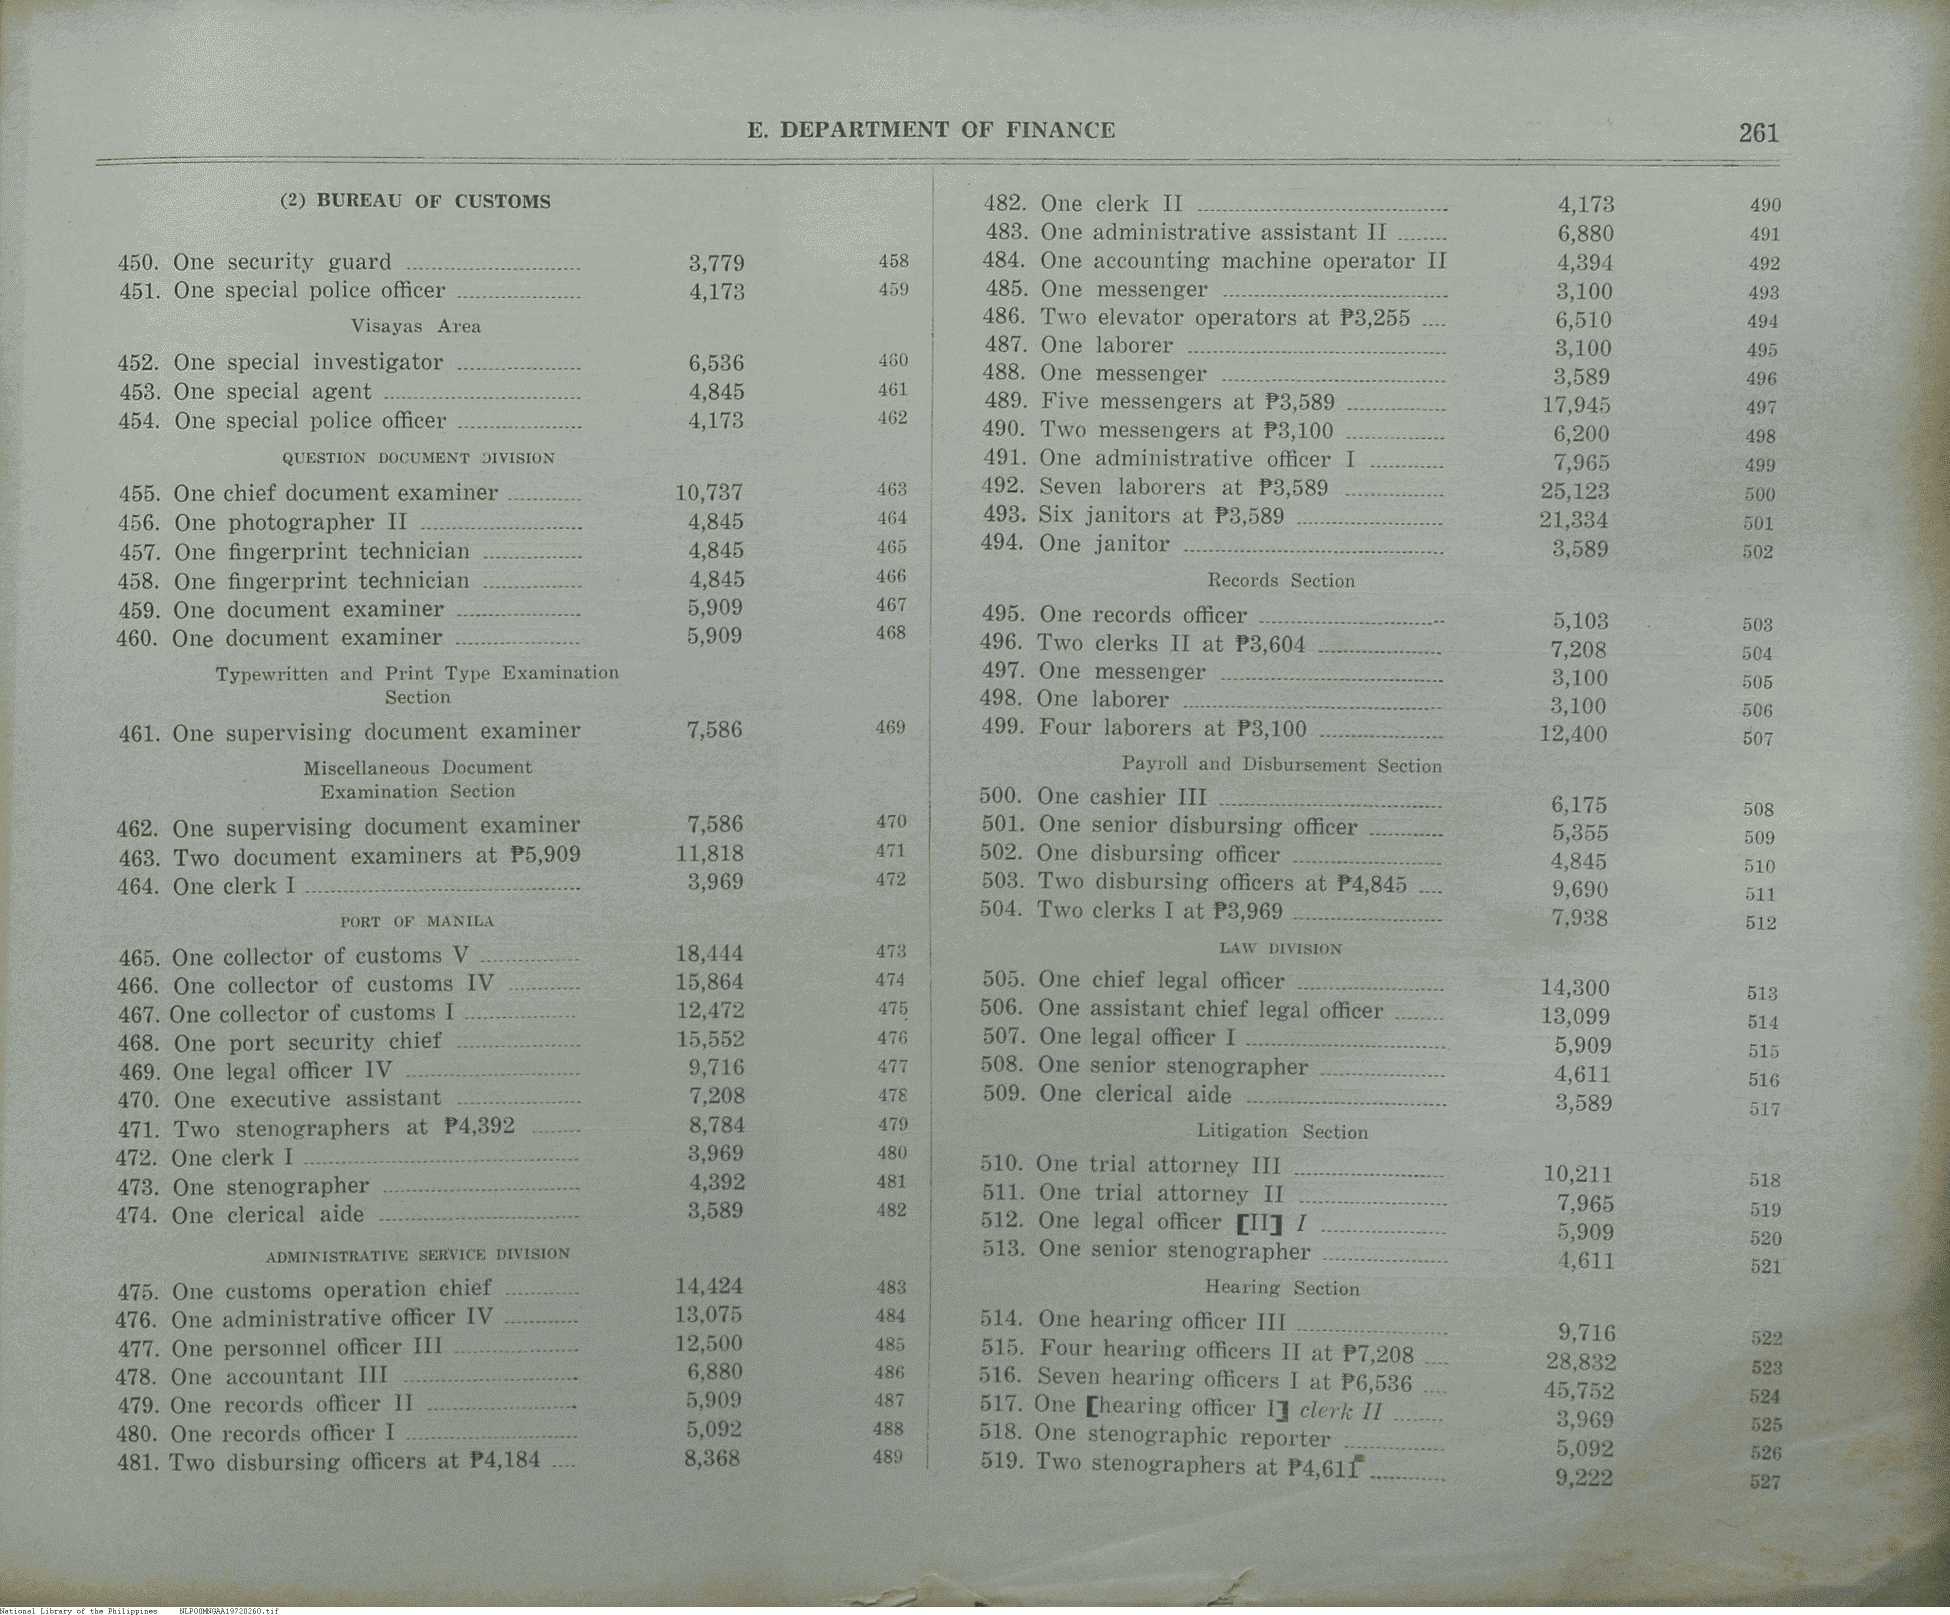 E. DEPARTMENT OF FINANCE 261
(2) BUREAU OF CUSTOMS
450. One security guard 3,779 458
451. One special police officer 4,173 459
Visayas Area
452. One special investigator 6,536 460
453. One special agent 4,845 461
454. One special police officer 4,173 462
QUESTION DOCUMENT DIVISION
455. One chief document examiner 10,737 463
456. One photographer II 4,845 464
457. One fingerprint technician 4,845 465
458. One fingerprint technician 4,845 466
459. One document examiner 5,909 467
460. One document examiner 5,909 468
Typewritten and Print Type Examination
Section
461. One supervising document examiner 7,586 469
Miscellaneous Document
Examination Section
462. One supervising document examiner 7,586 470
463. Two document examiners at ₱5,909 11,818 471
464. One clerk I 3,969 472
PORT OF MANILA
465. One collector of customs V 18,444 473
466. One collector of customs IV 15,864 474
467. One collector of customs I 12,472 475
468. One port security chief 15,552 476
469. One legal officer IV 9,716 477
470. One executive assistant 7,208 478
471. Two stenographers at ₱4,392 8,784 479
472. One clerk I 3,969 480
473. One stenographer 4,392 481
474. One clerical aide 3,589 482
ADMINISTRATIVE SERVICE DIVISION
475. One customs operation chief 14,424 483
476. One administrative officer IV 13,075 484
477. One personnel officer III 12,500 485
478. One accountant III 6,880 486
479. One records officer II 5,909 487
480. One records officer I 5,092 488
481. Two disbursing officers at ₱4,184 8,368 489
482. One clerk II 4,173 490
483. One administrative assistant II 6,880 491
484. One accounting machine operator II 4,394 492
485. One messenger 3,100 493
486. Two elevator operators at ₱3,255 6,510 494
487. One laborer 3,100 495
488. One messenger 3,589 496
489. Five messengers at ₱3,589 17,945 497
490. Two messengers at ₱3,100 6,200 498
491. One administrative officer I 7,965 499
492. Seven laborers at ₱3,589 25,123 500
493. Six janitors at ₱3,589 21,334 501
494. One janitor 3,589 502
Records Section
495. One records officer 5,103 503
496. Two clerks II at ₱3,604 7,208 504
497. One messenger 3,100 505
498. One laborer 3,100 506
499. Four laborers at ₱3,100 12,400 507
Payroll and Disbursement Section
500. One cashier III 6,175 508
501. One senior disbursing officer 5,355 509
502. One disbursing officer 4,845 510
503. Two disbursing officers at ₱4,845 9,690 511
504. Two clerks I at ₱3,969 7,938 512
LAW DIVISION
505. One chief legal officer 14,300 513
506. One assistant chief legal officer 13,099 514
507. One legal officer I 5,909 515
508. One senior stenographer 4,611 516
509. One clerical aide 3,589 517
Litigation Section
510. One trial attorney III 10,211 518
511. One trial attorney II 7,965 519
512. One legal officer [II] I 5,909 520
513. One senior stenographer 4,611 521
Hearing Section
514. One hearing officer III 9,716 522
515. Four hearing officers II at ₱7,208 28,832 523
516. Seven hearing officers I at ₱6,536 45,752 524
517. One [hearing officer I] clerk II 3,969 525
518. One stenographic reporter 5,092 526
519. Two stenographers at ₱4,611 9,222 527
National Library of the Philippines NLP00MN0AA19720260.tif